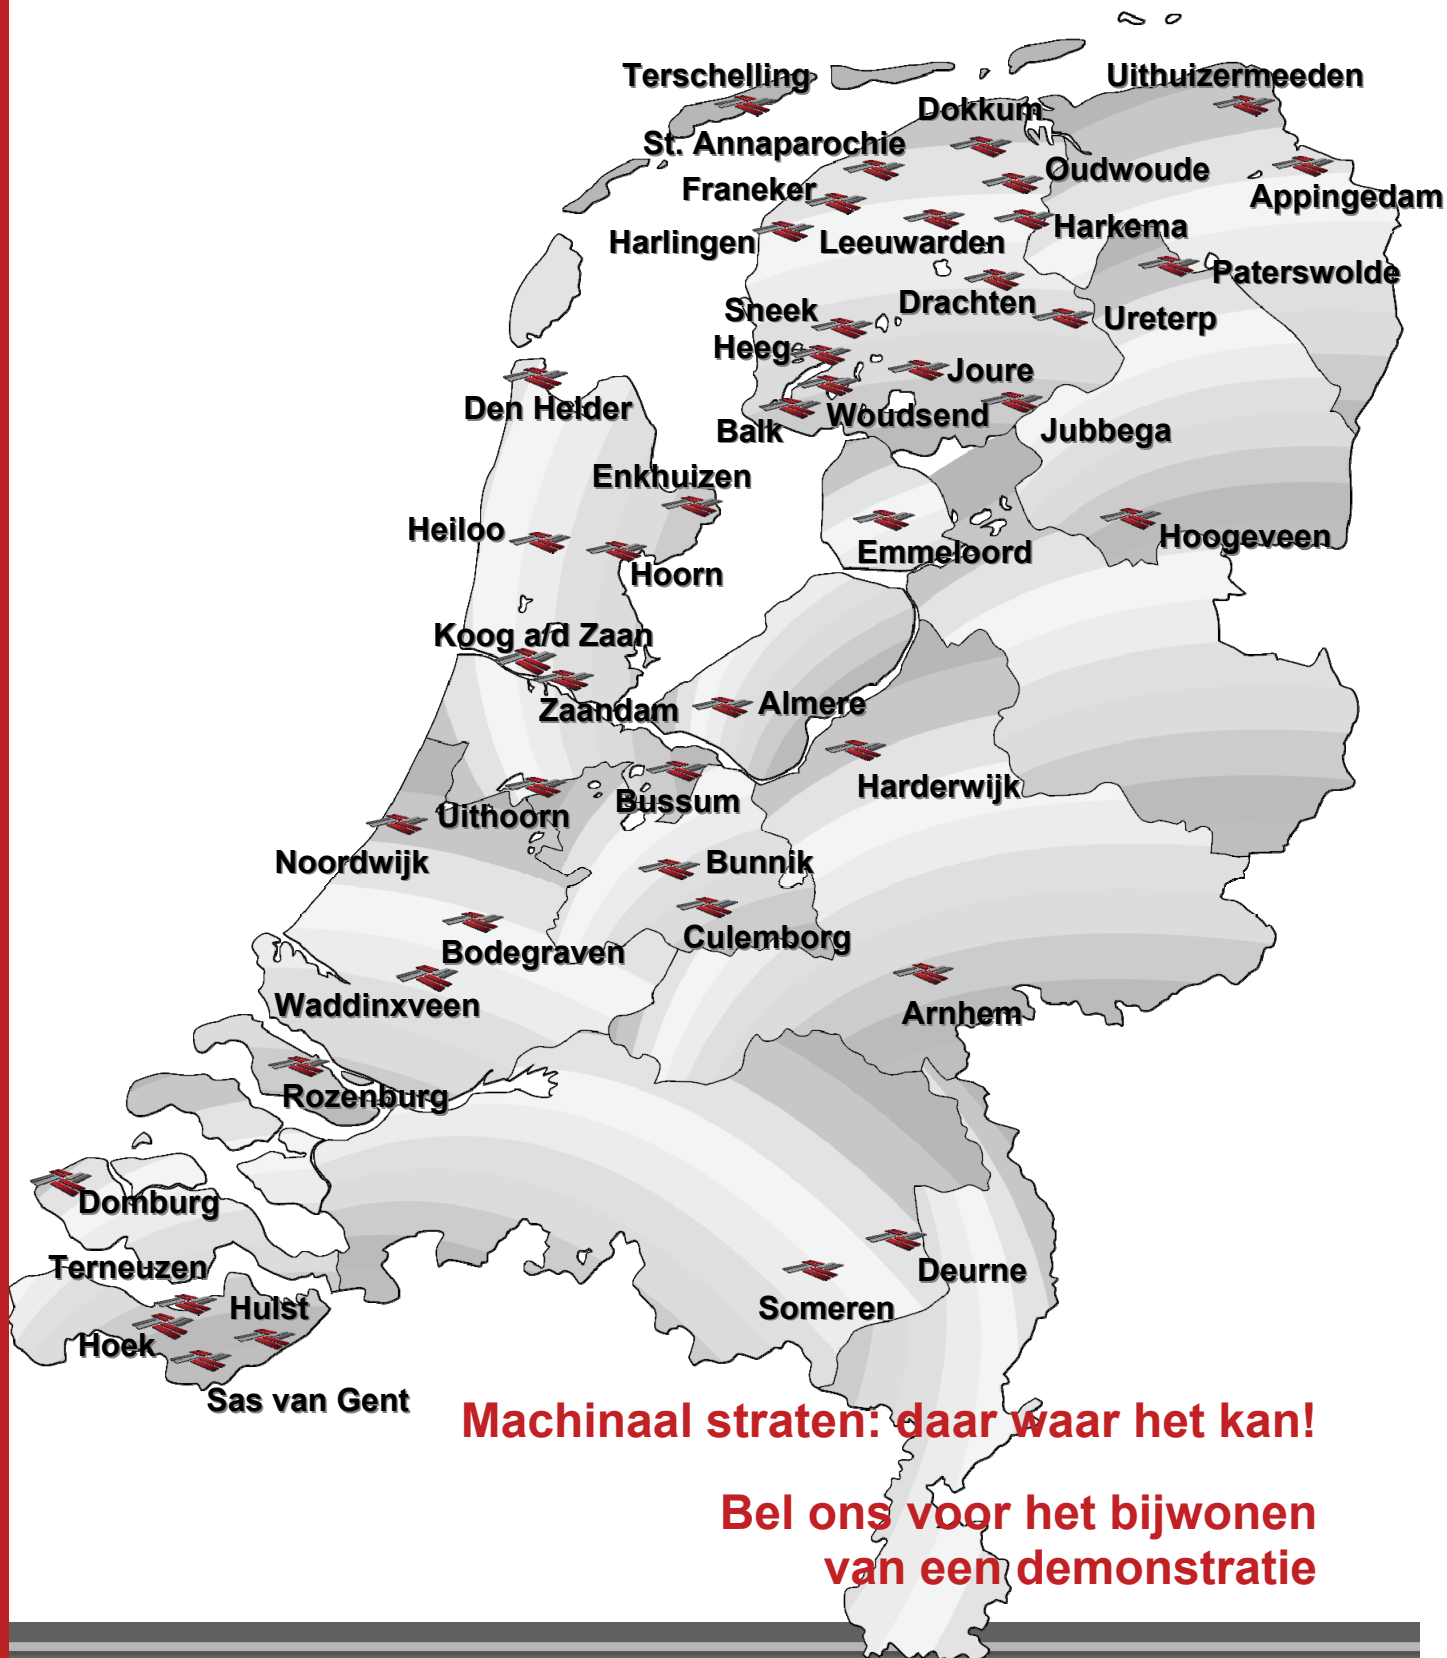 Terschelling
Uithuizermeeden
Dokkum
St. Annaparochie
Oudwoude
Franeker
Appingedam
Harkema
Harlingen
Leeuwarden
Paterswolde
Drachten
Sneek
Ureterp
Heeg
Joure
Den Helder
Woudsend
Balk
Jubbega
Enkhuizen
Heiloo
Hoogeveen
Emmeloord
Hoorn
Koog a/d Zaan
Almere
Zaandam
Harderwijk
Bussum
Uithoorn
Noordwijk
Bunnik
Culemborg
Bodegraven
Waddinxveen
Arnhem
Rozenburg
Domburg
Terneuzen
Deurne
Hulst
Someren
Hoek
Sas van Gent
Machinaal straten: daar waar het kan!
Bel ons voor het bijwonen
van een demonstratie